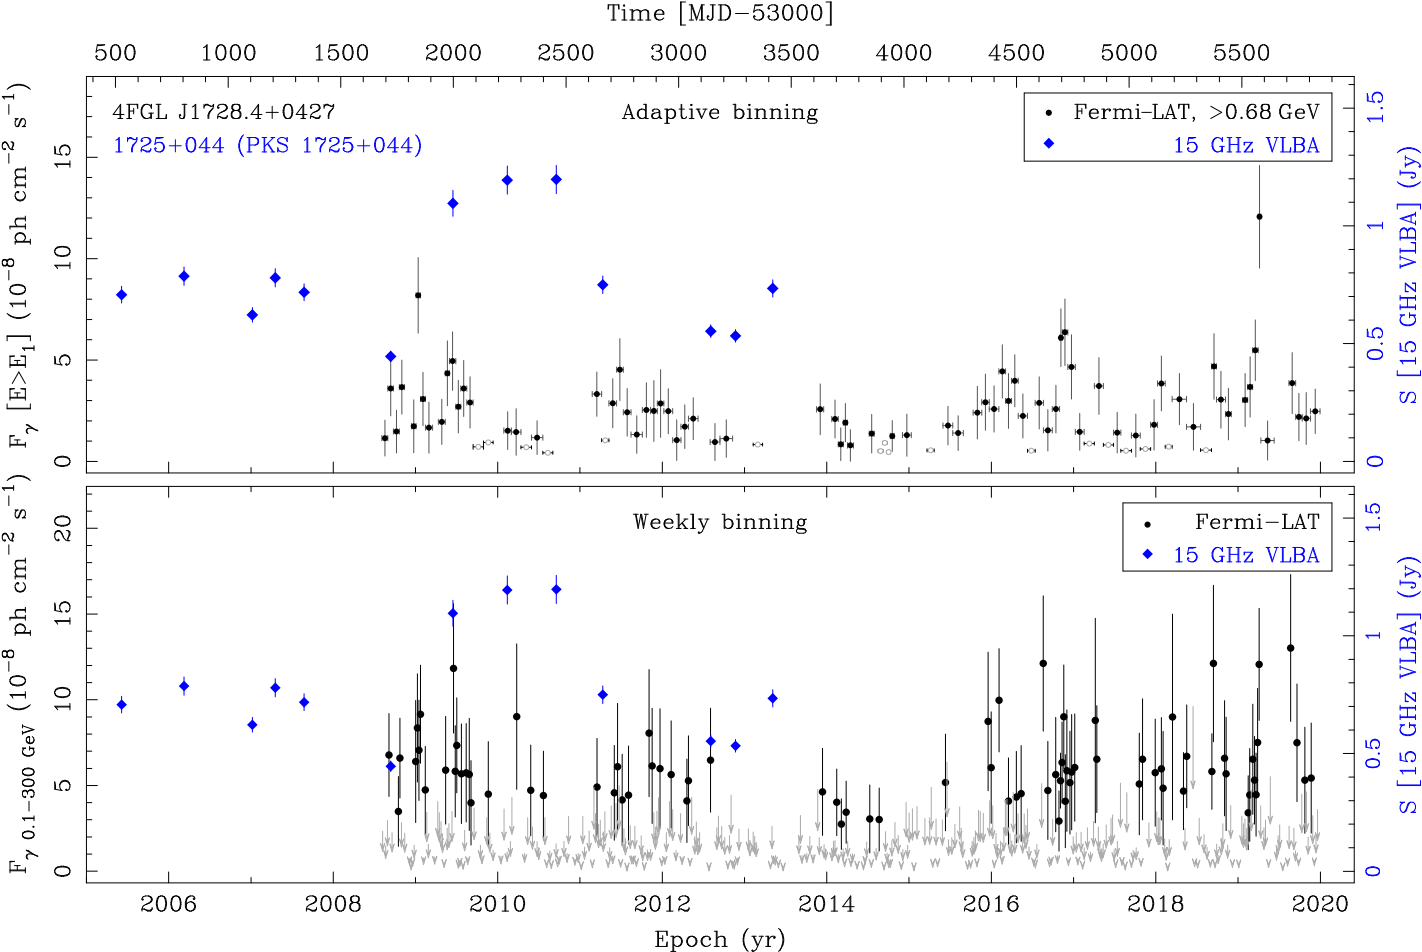 Time [MJD−53000]
500 1000 1500 2000 2500 3000 3500 4000 4500 5000 5500
4FGL J1728.4+0427
Adaptive binning
Fermi−LAT, >0.68 GeV
1725+044 (PKS 1725+044)
15 GHz VLBA
F γ [E>E1] (10−8 ph cm−2 s−1)
0 5 10 15
S [15 GHz VLBA] (Jy)
0 0.5 1 1.5
Weekly binning
Fermi−LAT
15 GHz VLBA
F γ 0.1−300 GeV (10−8 ph cm−2 s−1)
0 5 10 15 20
S [15 GHz VLBA] (Jy)
0 0.5 1 1.5
2006 2008 2010 2012 2014 2016 2018 2020
Epoch (yr)